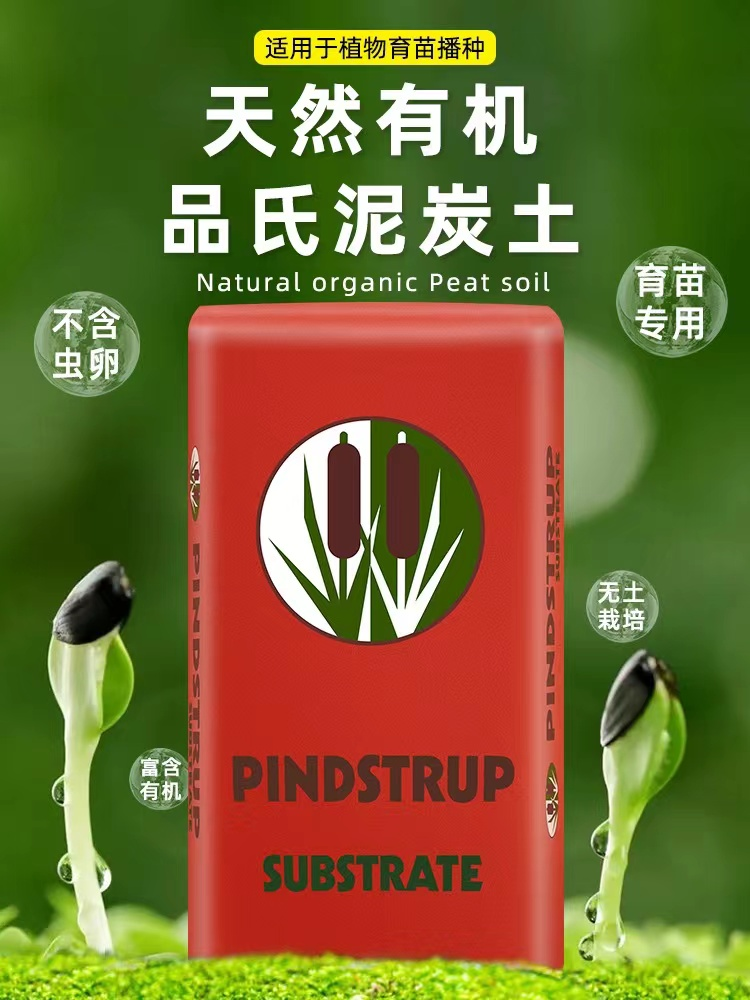 适用于植物育苗播种
天然有机
品氏泥炭土
Natural organic Peat soil
育苗
专用
不含
虫卵
无土
栽培
富含
有机
PINDSTRUP
SUBSTRATE
PINDSTRUP
PINDSTRUP
SUBSTRATE